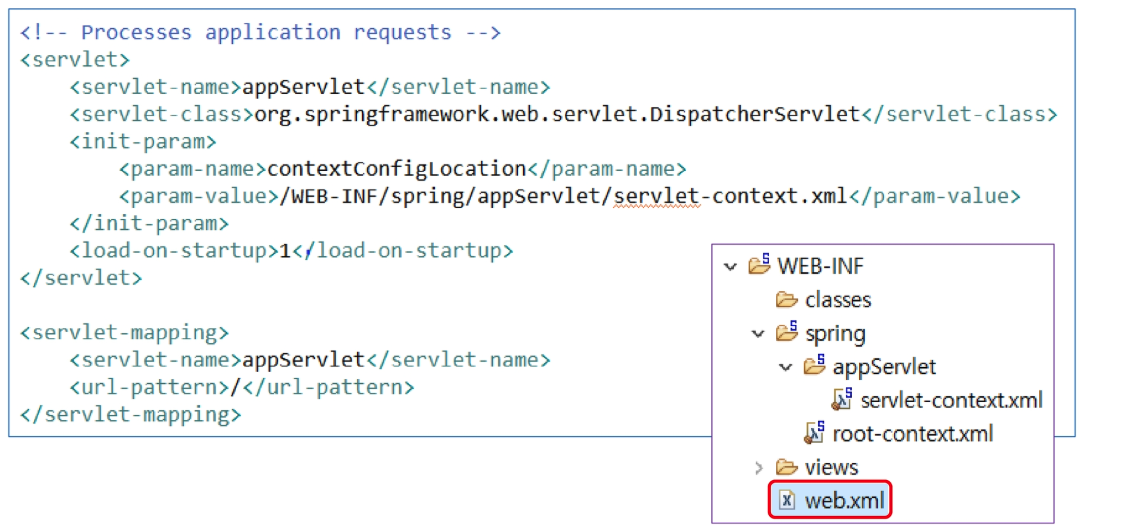 <!-- Processes application requests -->
<servlet>
    <servlet-name>appServlet</servlet-name>
    <servlet-class>org.springframework.web.servlet.DispatcherServlet</servlet-class>
    <init-param>
        <param-name>contextConfigLocation</param-name>
        <param-value>/WEB-INF/spring/appServlet/servlet-context.xml</param-value>
    </init-param>
    <load-on-startup>1</load-on-startup>
</servlet>

<servlet-mapping>
    <servlet-name>appServlet</servlet-name>
    <url-pattern>/</url-pattern>
</servlet-mapping>
WEB-INF
classes
spring
appServlet
servlet-context.xml
root-context.xml
views
web.xml